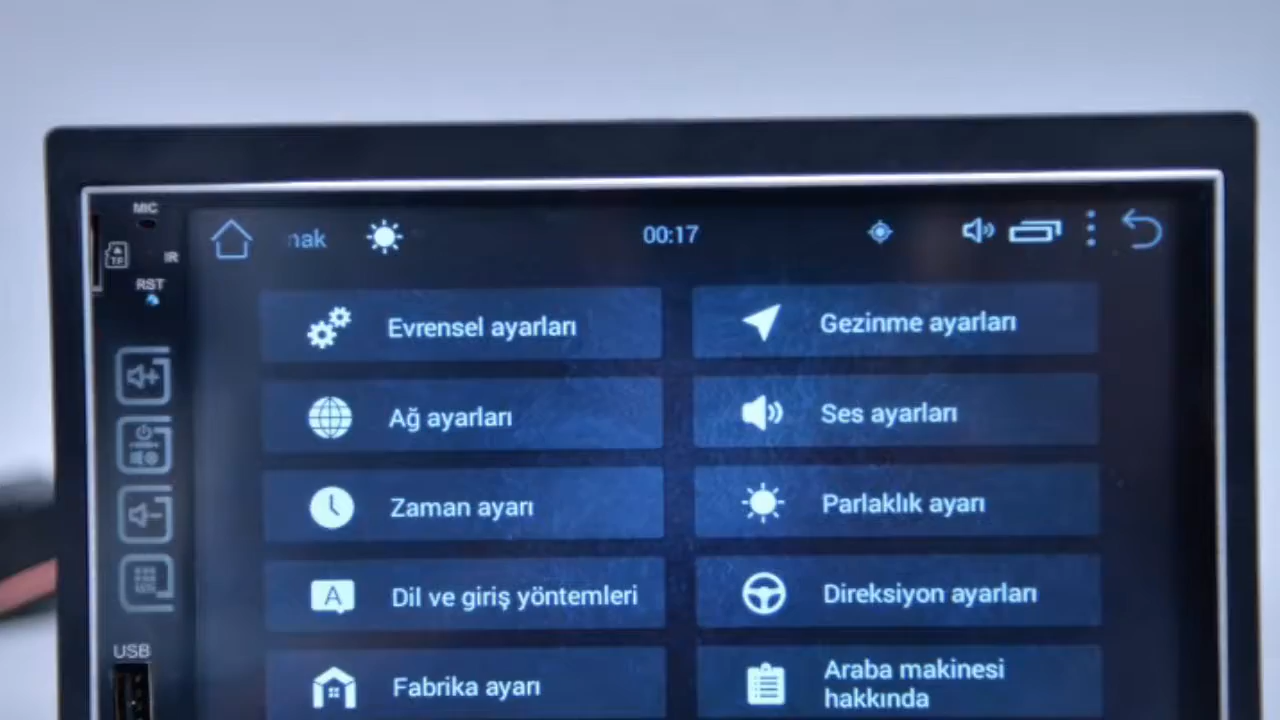 MIC
TF
IR
RST
USB
nak
00:17
Evrensel ayarları
Gezinme ayarları
Ağ ayarları
Ses ayarları
Zaman ayarı
Parlaklık ayarı
Dil ve giriş yöntemleri
Direksiyon ayarları
Fabrika ayarı
Araba makinesi
hakkında